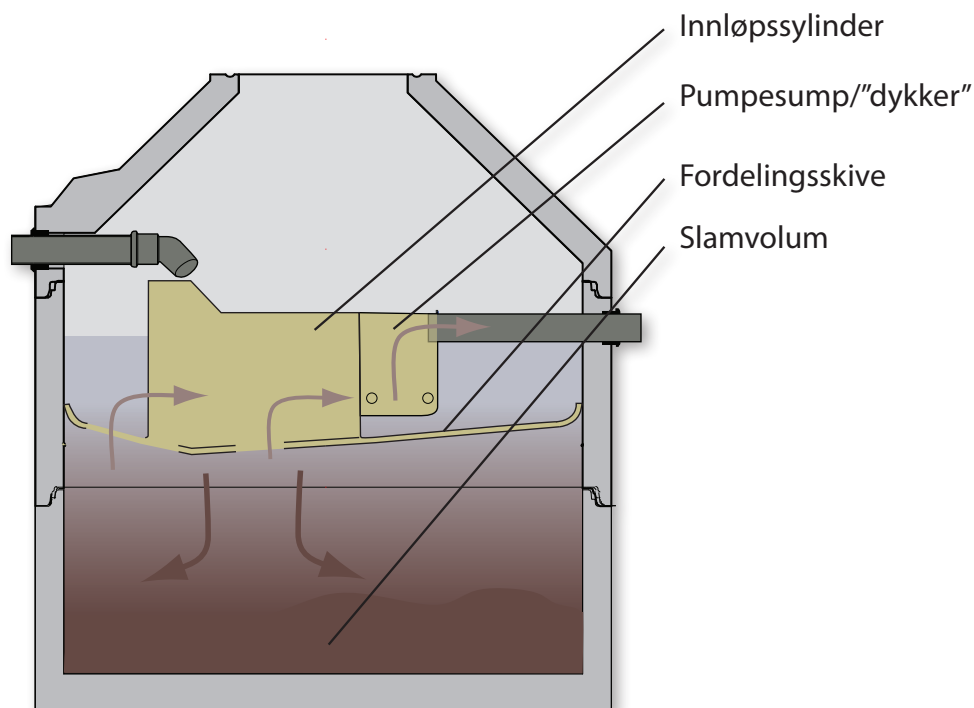 Innløpssylinder
Pumpesump/”dykker”
Fordelingsskive
Slamvolum